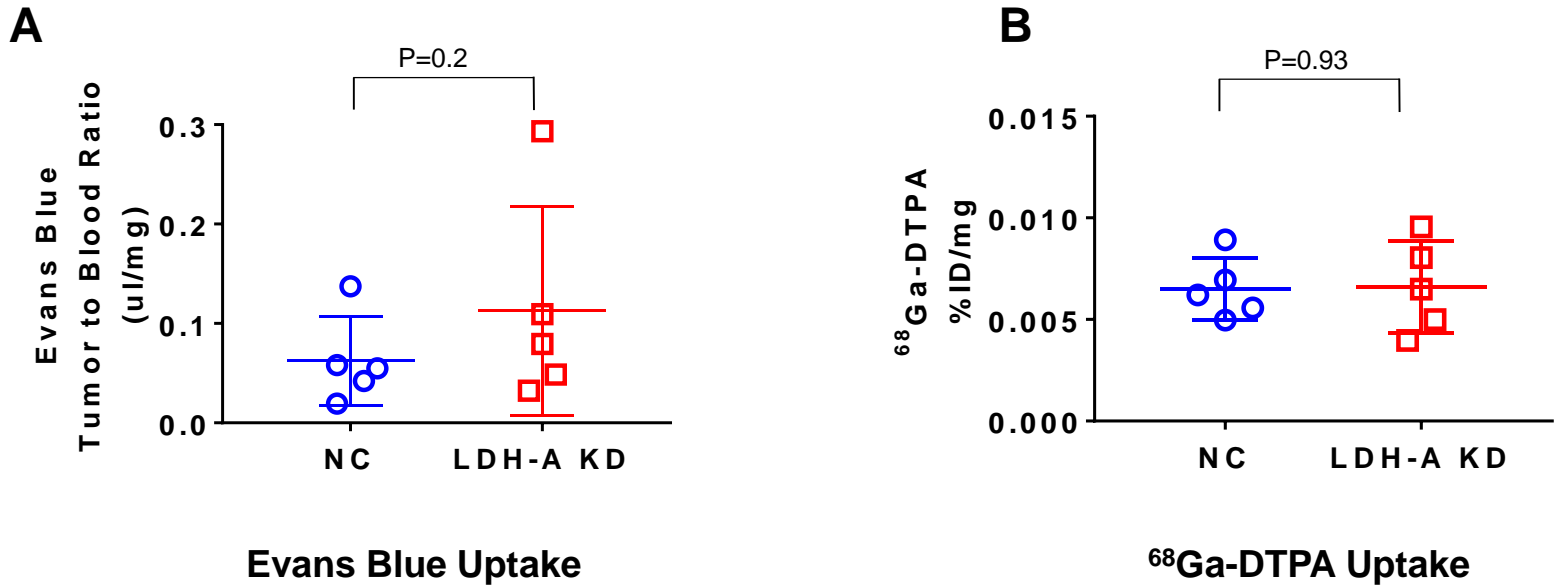 A
P=0.2
Evans Blue
Tumor to Blood Ratio
(ul/mg)
0.3
0.2
0.1
0.0
NC
LDH-A KD
Evans Blue Uptake
B
P=0.93
⁶⁸Ga-DTPA
%ID/mg
0.015
0.010
0.005
0.000
NC
LDH-A KD
⁶⁸Ga-DTPA Uptake